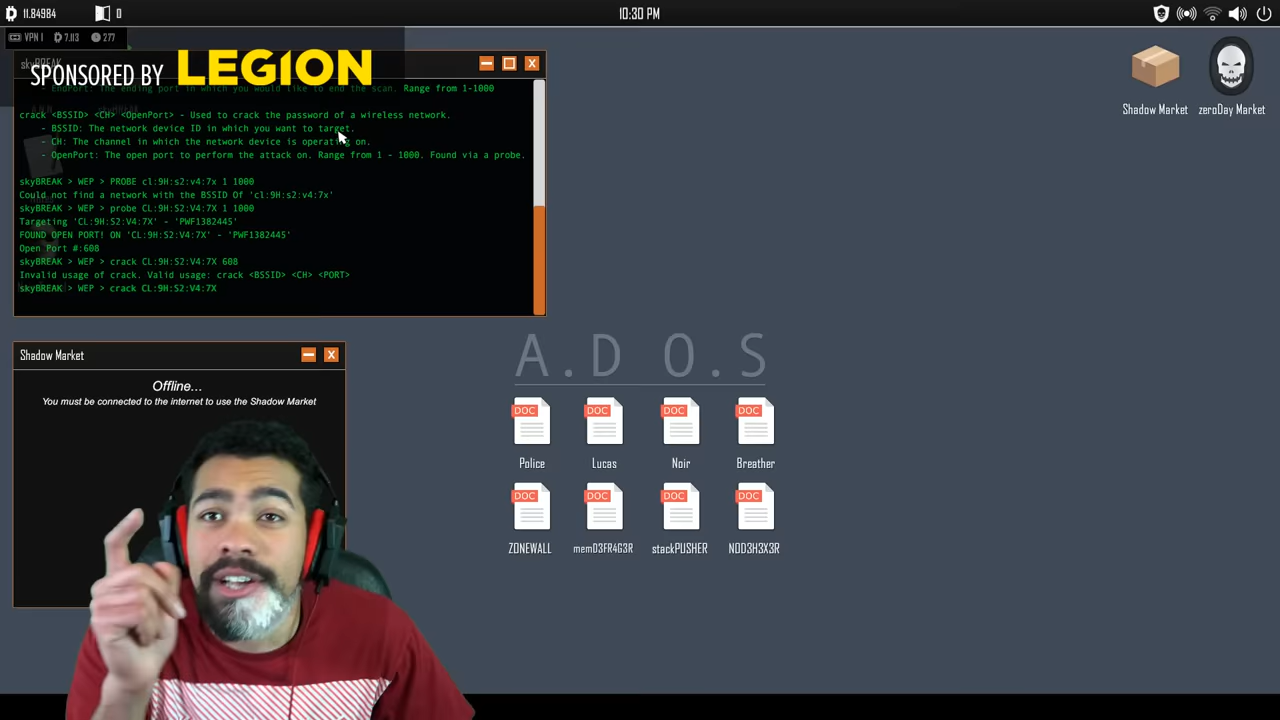 11.84984
0
10:30 PM
VPN 1
7.113
277
skyBREAK
SPONSORED BY LEGION
- EndPort: The ending port in which you would like to end the scan. Range from 1-1000
crack <BSSID> <CH> <OpenPort> - Used to crack the password of a wireless network.
- BSSID: The network device ID in which you want to target.
- CH: The channel in which the network device is operating on.
- OpenPort: The open port to perform the attack on. Range from 1 - 1000. Found via a probe.
skyBREAK > WEP > PROBE cl:9H:s2:v4:7x 1 1000
Could not find a network with the BSSID Of 'cl:9H:s2:v4:7x'
skyBREAK > WEP > probe CL:9H:S2:V4:7X 1 1000
Targeting 'CL:9H:S2:V4:7X' - 'PWF1382445'
FOUND OPEN PORT! ON 'CL:9H:S2:V4:7X' - 'PWF1382445'
Open Port #:608
skyBREAK > WEP > crack CL:9H:S2:V4:7X 608
Invalid usage of crack. Valid usage: crack <BSSID> <CH> <PORT>
skyBREAK > WEP > crack CL:9H:S2:V4:7X
Shadow Market
zeroDay Market
Shadow Market
Offline...
You must be connected to the internet to use the Shadow Market
A.D O.S
DOC DOC DOC DOC
Police Lucas Noir Breather
DOC DOC DOC DOC
ZONEWALL memD3FR4G3R stackPUSHER N0D3H3X3R